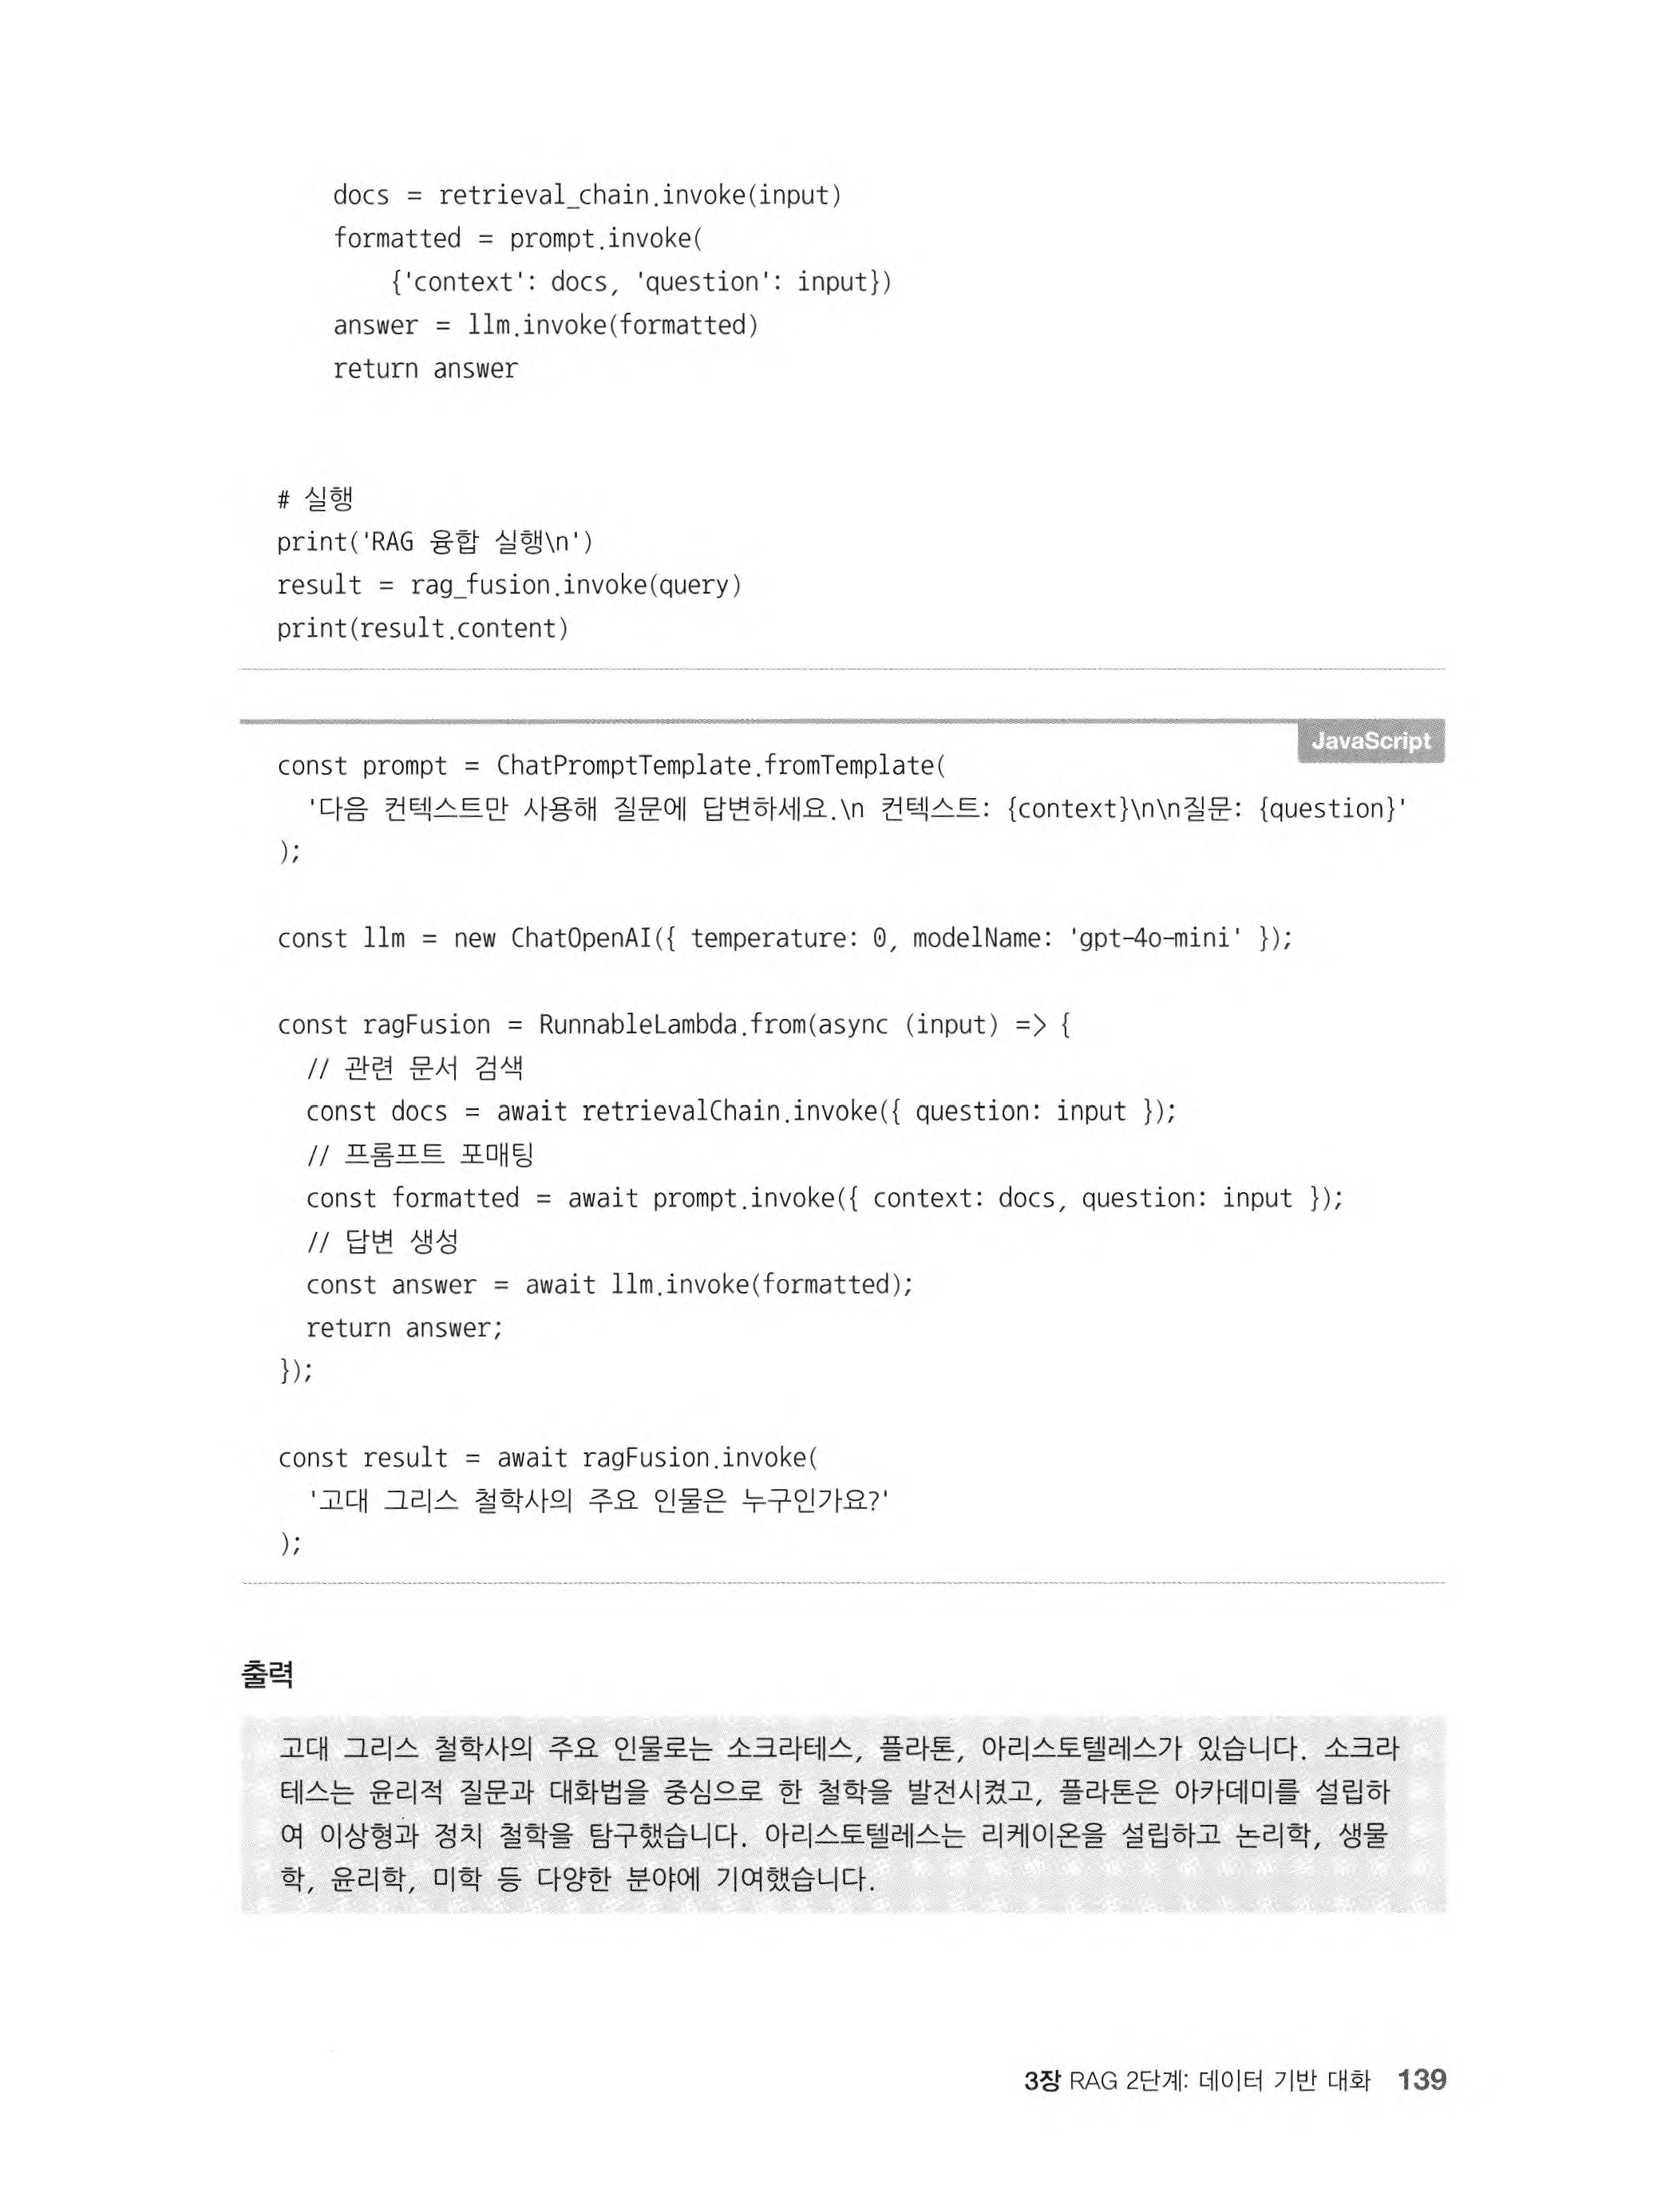 docs = retrieval_chain.invoke(input)
formatted = prompt.invoke(
{'context': docs, 'question': input})
answer = llm.invoke(formatted)
return answer
# 실행
print('RAG 융합 실행\n')
result = rag_fusion.invoke(query)
print(result.content)
JavaScript
const prompt = ChatPromptTemplate.fromTemplate(
'다음 컨텍스트만 사용해 질문에 답변하세요.\n 컨텍스트: {context}\n\n질문: {question}'
);
const llm = new ChatOpenAI({ temperature: 0, modelName: 'gpt-4o-mini' });
const ragFusion = RunnableLambda.from(async (input) => {
// 관련 문서 검색
const docs = await retrievalChain.invoke({ question: input });
// 프롬프트 포매팅
const formatted = await prompt.invoke({ context: docs, question: input });
// 답변 생성
const answer = await llm.invoke(formatted);
return answer;
});
const result = await ragFusion.invoke(
'고대 그리스 철학사의 주요 인물은 누구인가요?'
);
출력
고대 그리스 철학사의 주요 인물로는 소크라테스, 플라톤, 아리스토텔레스가 있습니다. 소크라
테스는 윤리적 질문과 대화법을 중심으로 한 철학을 발전시켰고, 플라톤은 아카데미를 설립하
여 이상형과 정치 철학을 탐구했습니다. 아리스토텔레스는 리케이온을 설립하고 논리학, 생물
학, 윤리학, 미학 등 다양한 분야에 기여했습니다.
3장 RAG 2단계: 데이터 기반 대화 139